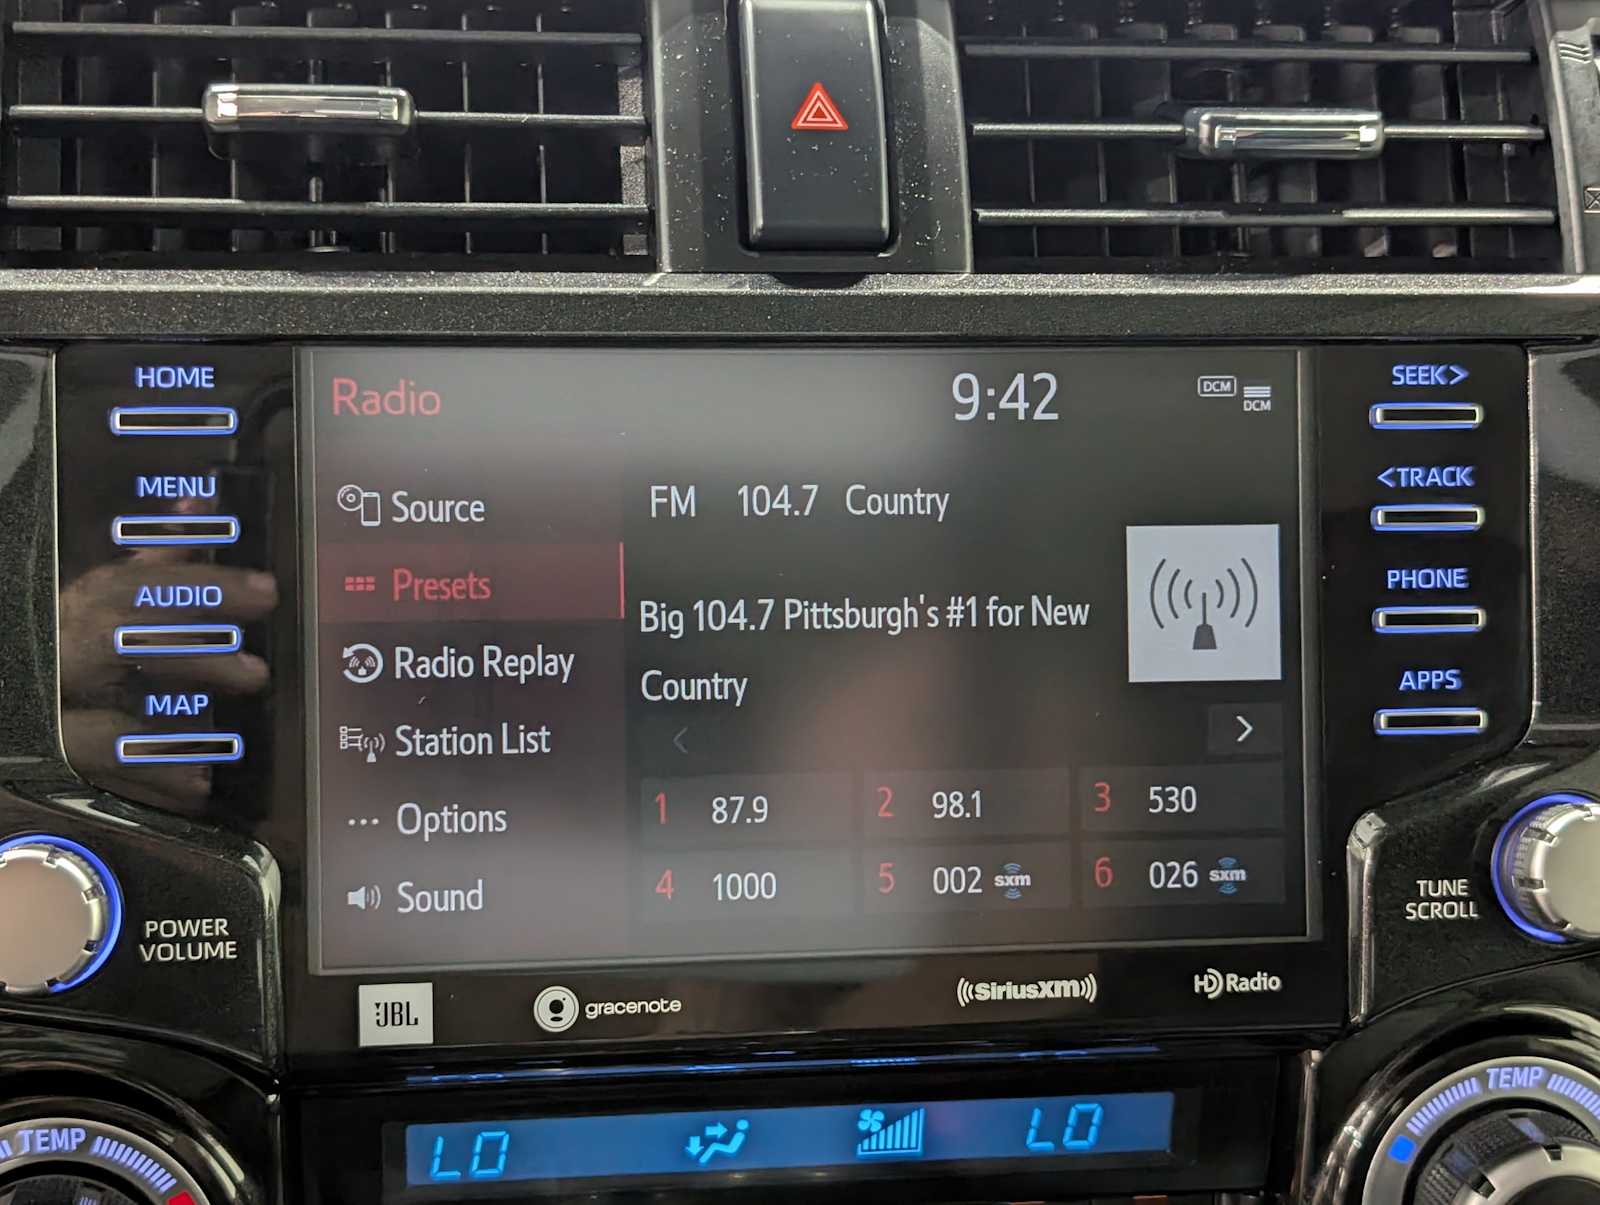 HOME
MENU
AUDIO
MAP
POWER
VOLUME
Radio
9:42
DCM
DCM
Source
Presets
Radio Replay
Station List
Options
Sound
FM 104.7 Country
Big 104.7 Pittsburgh's #1 for New
Country
<
>
1 87.9
2 98.1
3 530
4 1000
5 002 sxm
6 026 sxm
SEEK>
<TRACK
PHONE
APPS
TUNE
SCROLL
JBL
gracenote
SiriusXM
HD Radio
TEMP
LO
LO
TEMP